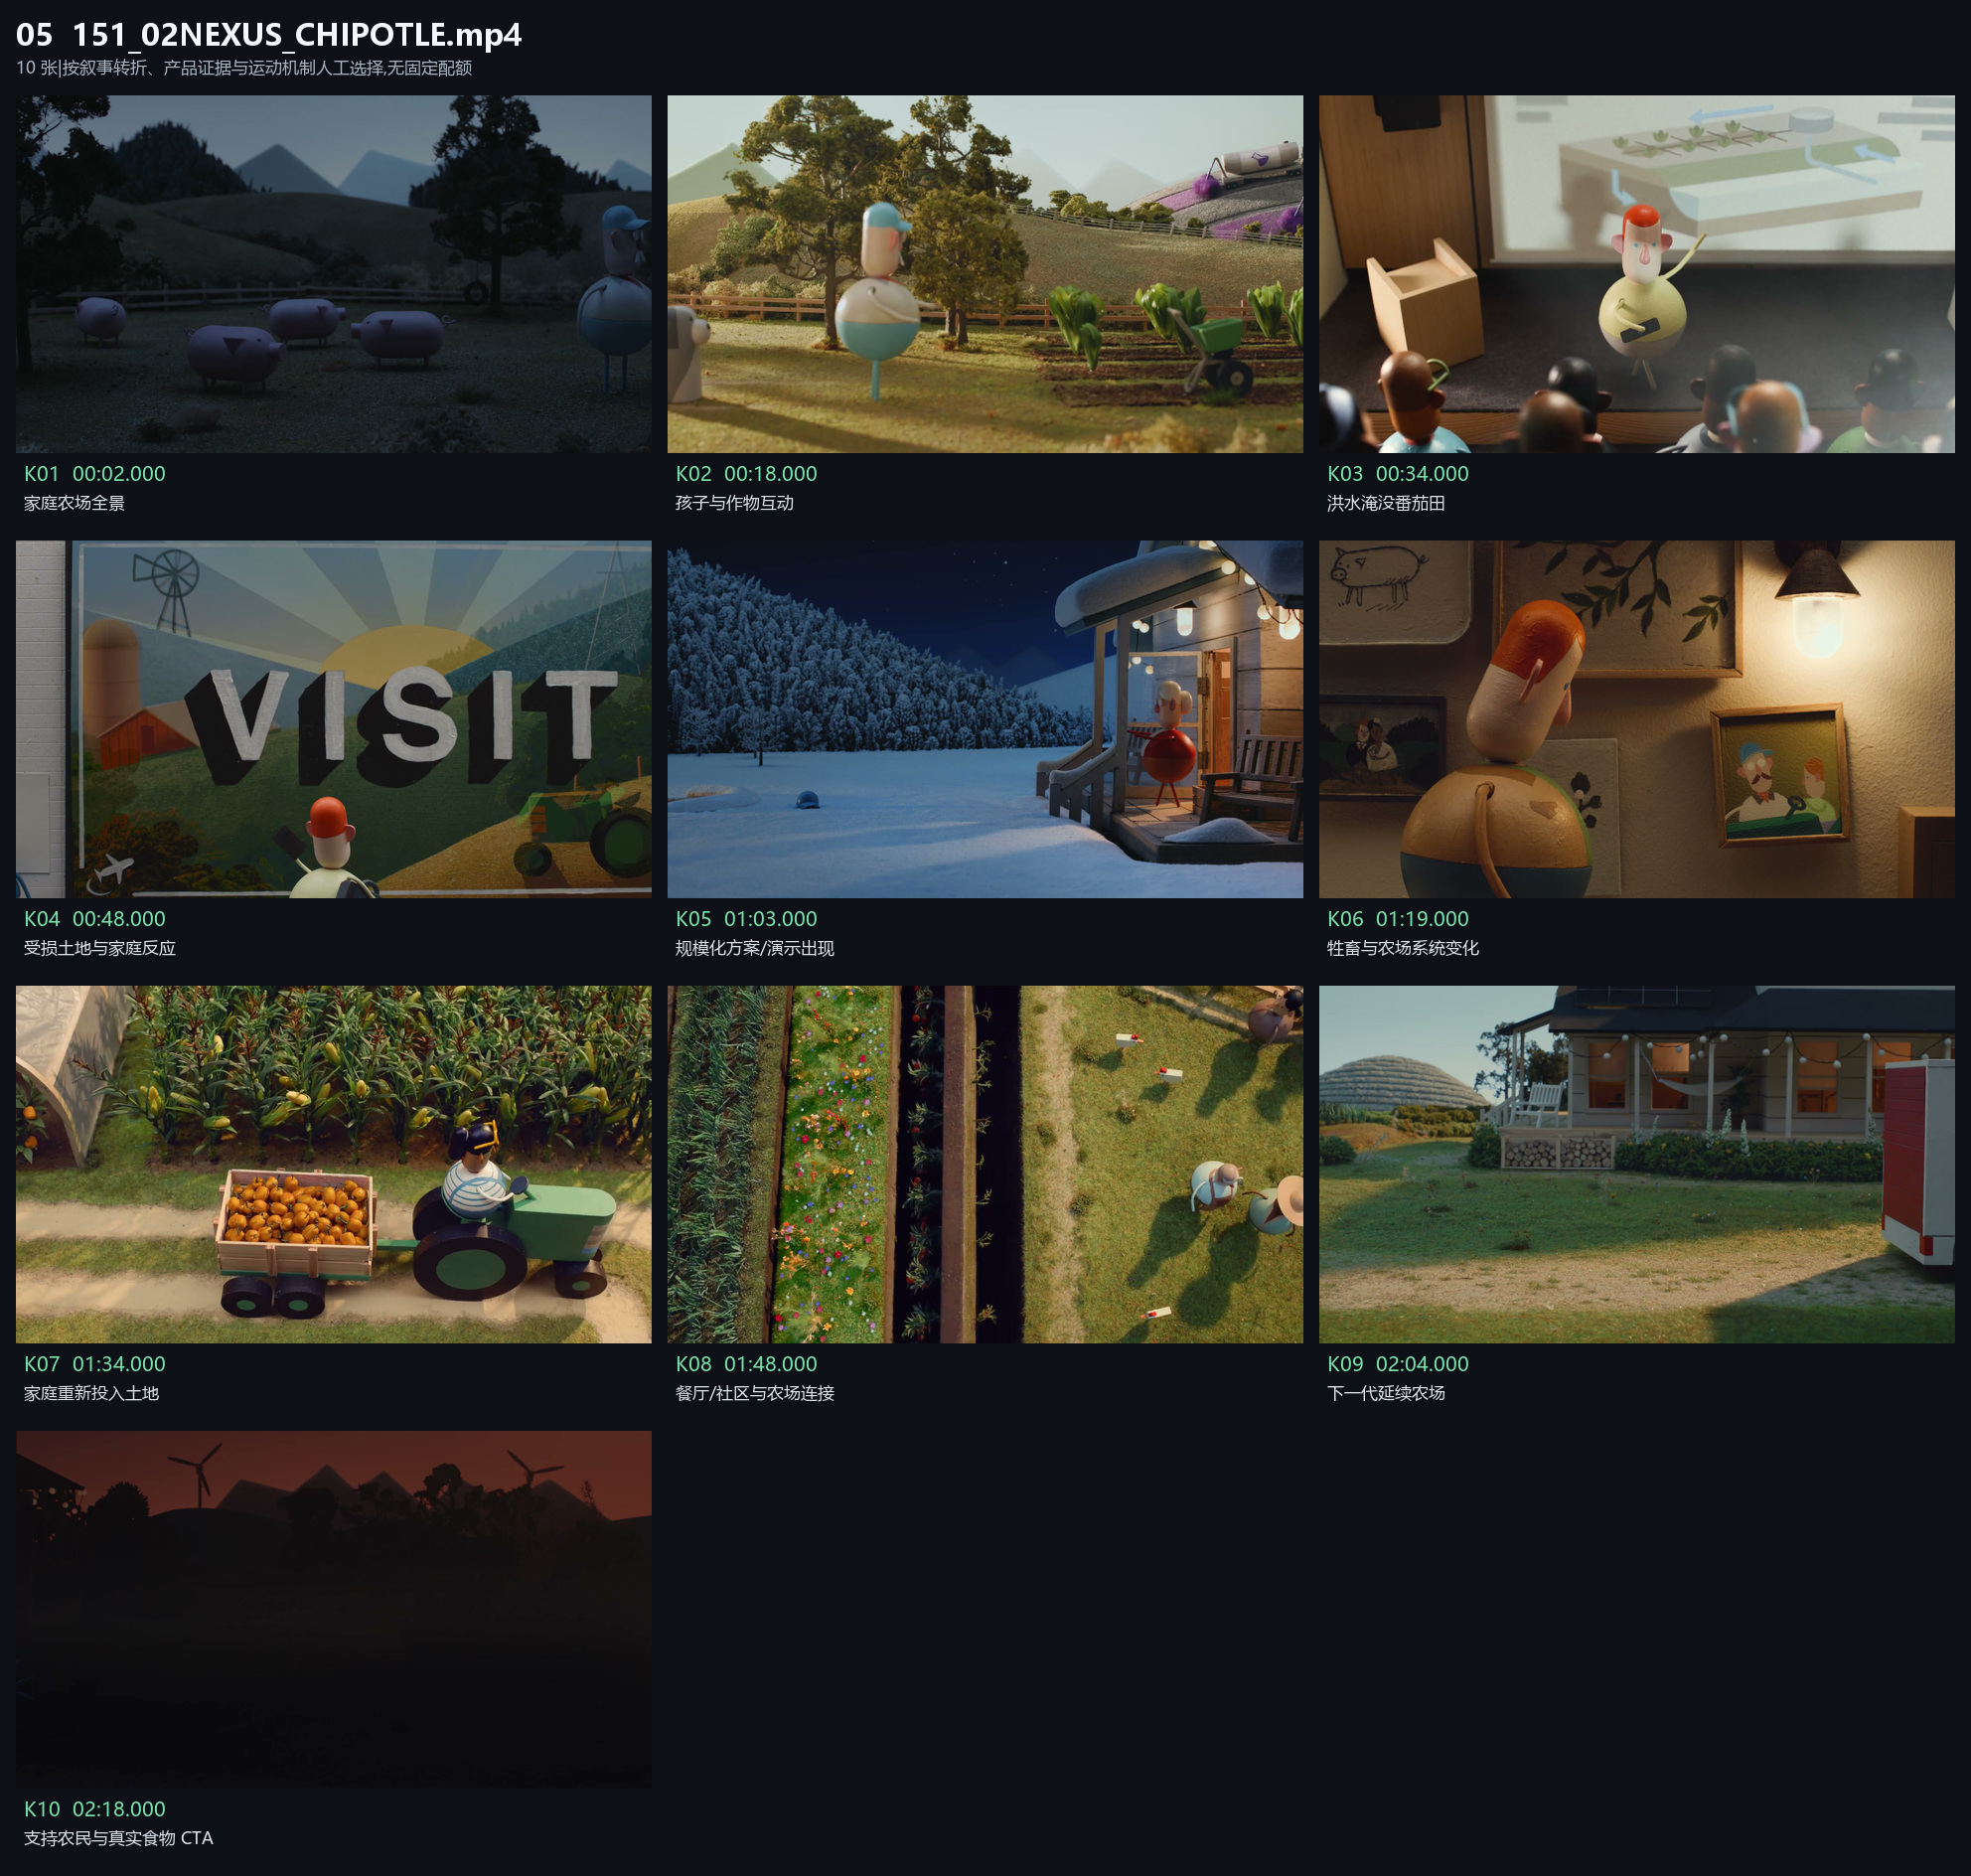 05 151_02NEXUS_CHIPOTLE.mp4
10 张|按叙事转折、产品证据与运动机制人工选择,无固定配额
K01 00:02.000
家庭农场全景
K02 00:18.000
孩子与作物互动
K03 00:34.000
洪水淹没番茄田
VISIT
K04 00:48.000
受损土地与家庭反应
K05 01:03.000
规模化方案/演示出现
K06 01:19.000
牲畜与农场系统变化
K07 01:34.000
家庭重新投入土地
K08 01:48.000
餐厅/社区与农场连接
K09 02:04.000
下一代延续农场
K10 02:18.000
支持农民与真实食物 CTA